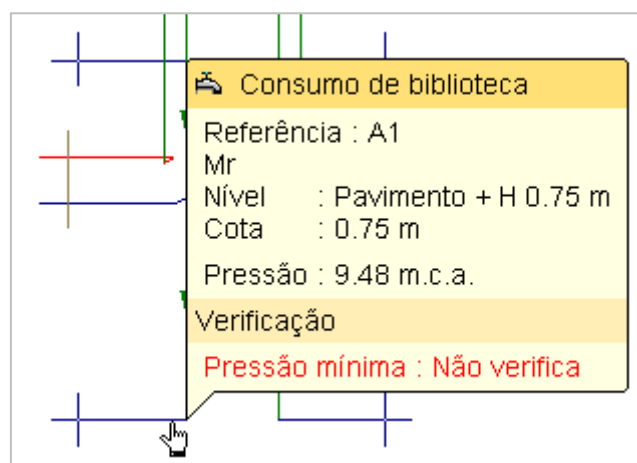 Consumo de biblioteca
Referência : A1
Mr
Nível : Pavimento + H 0.75 m
Cota : 0.75 m
Pressão : 9.48 m.c.a.
Verificação
Pressão mínima : Não verifica